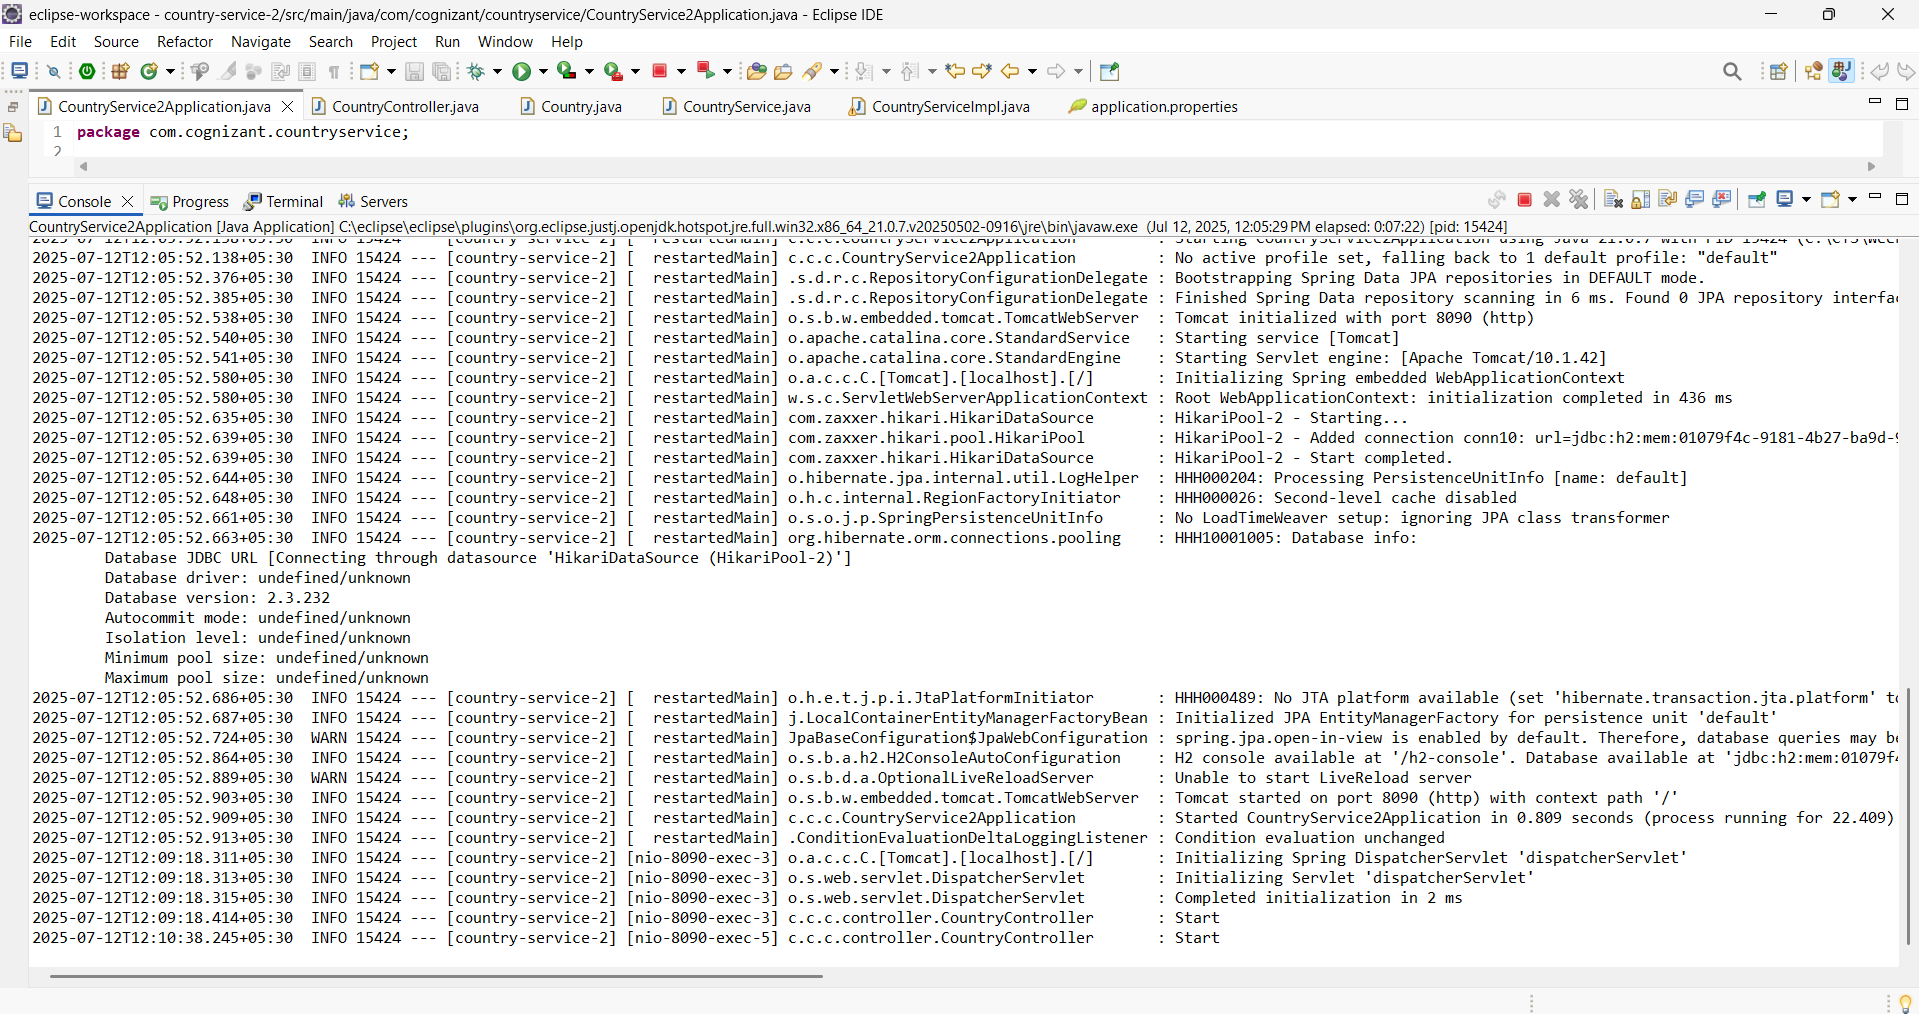 eclipse-workspace - country-service-2/src/main/java/com/cognizant/countryservice/CountryService2Application.java - Eclipse IDE
File Edit Source Refactor Navigate Search Project Run Window Help
CountryService2Application.java CountryController.java Country.java CountryService.java CountryServiceImpl.java application.properties
1 package com.cognizant.countryservice;
2
Console Progress Terminal Servers
CountryService2Application [Java Application] C:\eclipse\eclipse\plugins\org.eclipse.justj.openjdk.hotspot.jre.full.win32.x86_64_21.0.7.v20250502-0916\jre\bin\javaw.exe (Jul 12, 2025, 12:05:29 PM elapsed: 0:07:22) [pid: 15424]
2025-07-12T12:05:52.138+05:30 INFO 15424 --- [country-service-2] [ restartedMain] c.c.c.CountryService2Application : Starting CountryService2Application using Java 21.0.7 with PID 15424
2025-07-12T12:05:52.138+05:30 INFO 15424 --- [country-service-2] [ restartedMain] c.c.c.CountryService2Application : No active profile set, falling back to 1 default profile: "default"
2025-07-12T12:05:52.376+05:30 INFO 15424 --- [country-service-2] [ restartedMain] .s.d.r.c.RepositoryConfigurationDelegate : Bootstrapping Spring Data JPA repositories in DEFAULT mode.
2025-07-12T12:05:52.385+05:30 INFO 15424 --- [country-service-2] [ restartedMain] .s.d.r.c.RepositoryConfigurationDelegate : Finished Spring Data repository scanning in 6 ms. Found 0 JPA repository interfa
2025-07-12T12:05:52.538+05:30 INFO 15424 --- [country-service-2] [ restartedMain] o.s.b.w.embedded.tomcat.TomcatWebServer : Tomcat initialized with port 8090 (http)
2025-07-12T12:05:52.540+05:30 INFO 15424 --- [country-service-2] [ restartedMain] o.apache.catalina.core.StandardService : Starting service [Tomcat]
2025-07-12T12:05:52.541+05:30 INFO 15424 --- [country-service-2] [ restartedMain] o.apache.catalina.core.StandardEngine : Starting Servlet engine: [Apache Tomcat/10.1.42]
2025-07-12T12:05:52.580+05:30 INFO 15424 --- [country-service-2] [ restartedMain] o.a.c.c.C.[Tomcat].[localhost].[/] : Initializing Spring embedded WebApplicationContext
2025-07-12T12:05:52.580+05:30 INFO 15424 --- [country-service-2] [ restartedMain] w.s.c.ServletWebServerApplicationContext : Root WebApplicationContext: initialization completed in 436 ms
2025-07-12T12:05:52.635+05:30 INFO 15424 --- [country-service-2] [ restartedMain] com.zaxxer.hikari.HikariDataSource : HikariPool-2 - Starting...
2025-07-12T12:05:52.639+05:30 INFO 15424 --- [country-service-2] [ restartedMain] com.zaxxer.hikari.pool.HikariPool : HikariPool-2 - Added connection conn10: url=jdbc:h2:mem:01079f4c-9181-4b27-ba9d-
2025-07-12T12:05:52.639+05:30 INFO 15424 --- [country-service-2] [ restartedMain] com.zaxxer.hikari.HikariDataSource : HikariPool-2 - Start completed.
2025-07-12T12:05:52.644+05:30 INFO 15424 --- [country-service-2] [ restartedMain] o.hibernate.jpa.internal.util.LogHelper : HHH000204: Processing PersistenceUnitInfo [name: default]
2025-07-12T12:05:52.648+05:30 INFO 15424 --- [country-service-2] [ restartedMain] o.h.c.internal.RegionFactoryInitiator : HHH000026: Second-level cache disabled
2025-07-12T12:05:52.661+05:30 INFO 15424 --- [country-service-2] [ restartedMain] o.s.o.j.p.SpringPersistenceUnitInfo : No LoadTimeWeaver setup: ignoring JPA class transformer
2025-07-12T12:05:52.663+05:30 INFO 15424 --- [country-service-2] [ restartedMain] org.hibernate.orm.connections.pooling : HHH10001005: Database info:
Database JDBC URL [Connecting through datasource 'HikariDataSource (HikariPool-2)']
Database driver: undefined/unknown
Database version: 2.3.232
Autocommit mode: undefined/unknown
Isolation level: undefined/unknown
Minimum pool size: undefined/unknown
Maximum pool size: undefined/unknown
2025-07-12T12:05:52.686+05:30 INFO 15424 --- [country-service-2] [ restartedMain] o.h.e.t.j.p.i.JtaPlatformInitiator : HHH000489: No JTA platform available (set 'hibernate.transaction.jta.platform' to
2025-07-12T12:05:52.687+05:30 INFO 15424 --- [country-service-2] [ restartedMain] j.LocalContainerEntityManagerFactoryBean : Initialized JPA EntityManagerFactory for persistence unit 'default'
2025-07-12T12:05:52.724+05:30 WARN 15424 --- [country-service-2] [ restartedMain] JpaBaseConfiguration$JpaWebConfiguration : spring.jpa.open-in-view is enabled by default. Therefore, database queries may be
2025-07-12T12:05:52.864+05:30 INFO 15424 --- [country-service-2] [ restartedMain] o.s.b.a.h2.H2ConsoleAutoConfiguration : H2 console available at '/h2-console'. Database available at 'jdbc:h2:mem:01079f4
2025-07-12T12:05:52.889+05:30 WARN 15424 --- [country-service-2] [ restartedMain] o.s.b.d.a.OptionalLiveReloadServer : Unable to start LiveReload server
2025-07-12T12:05:52.903+05:30 INFO 15424 --- [country-service-2] [ restartedMain] o.s.b.w.embedded.tomcat.TomcatWebServer : Tomcat started on port 8090 (http) with context path '/'
2025-07-12T12:05:52.909+05:30 INFO 15424 --- [country-service-2] [ restartedMain] c.c.c.CountryService2Application : Started CountryService2Application in 0.809 seconds (process running for 22.409)
2025-07-12T12:05:52.913+05:30 INFO 15424 --- [country-service-2] [ restartedMain] .ConditionEvaluationDeltaLoggingListener : Condition evaluation unchanged
2025-07-12T12:09:18.311+05:30 INFO 15424 --- [country-service-2] [nio-8090-exec-3] o.a.c.c.C.[Tomcat].[localhost].[/] : Initializing Spring DispatcherServlet 'dispatcherServlet'
2025-07-12T12:09:18.313+05:30 INFO 15424 --- [country-service-2] [nio-8090-exec-3] o.s.web.servlet.DispatcherServlet : Initializing Servlet 'dispatcherServlet'
2025-07-12T12:09:18.315+05:30 INFO 15424 --- [country-service-2] [nio-8090-exec-3] o.s.web.servlet.DispatcherServlet : Completed initialization in 2 ms
2025-07-12T12:09:18.414+05:30 INFO 15424 --- [country-service-2] [nio-8090-exec-3] c.c.c.controller.CountryController : Start
2025-07-12T12:10:38.245+05:30 INFO 15424 --- [country-service-2] [nio-8090-exec-5] c.c.c.controller.CountryController : Start